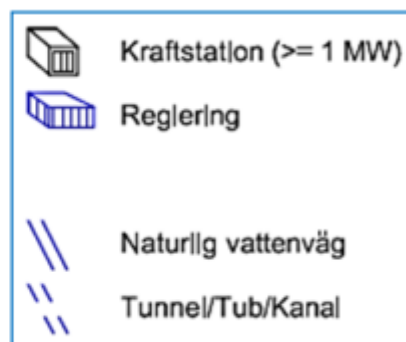 Kraftstation (>= 1 MW)
Reglering
Naturlig vattenväg
Tunnel/Tub/Kanal